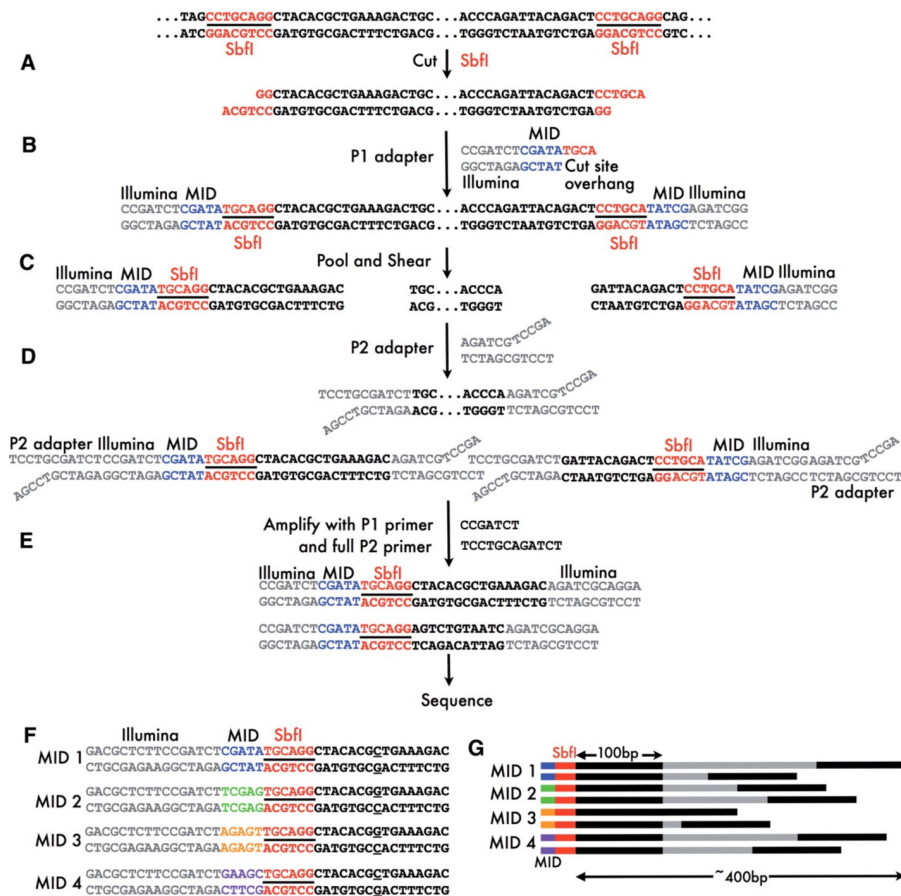 ...TAGCCTGCAGGCTACACGCTGAAAGACTGC...ACCCAGATTACAGACTCCTGCAGGCAG...
...ATCGGACGTCCGATGTGCGACTTTCTGACG...TGGGTCTAATGTCTGAGGACGTCCGTC...
SbfI SbfI
A Cut SbfI
GGCTACACGCTGAAAGACTGC...ACCCAGATTACAGACTCCTGCA
ACGTCCGATGTGCGACTTTCTGACG...TGGGTCTAATGTCTGAGG
B MID
P1 adapter CCGATCTCGATATGCA
GGCTAGAGCTAT Cut site
Illumina overhang
Illumina MID MID Illumina
CCGATCTCGATATGCAGGCTACACGCTGAAAGACTGC...ACCCAGATTACAGACTCCTGCATATCGAGATCGG
GGCTAGAGCTATACGTCCGATGTGCGACTTTCTGACG...TGGGTCTAATGTCTGAGGACGTATAGCTCTAGCC
SbfI SbfI
C Pool and Shear
Illumina MID SbfI SbfI MID Illumina
CCGATCTCGATATGCAGGCTACACGCTGAAAGAC TGC...ACCCA GATTACAGACTCCTGCATATCGAGATCGG
GGCTAGAGCTATACGTCCGATGTGCGACTTTCTG ACG...TGGGT CTAATGTCTGAGGACGTATAGCTCTAGCC
D P2 adapter AGATCGTCCGA
TCTAGCGTCCT
TCCTGCGATCTTGC...ACCCAAGATCGTCCGA
AGCCTGCTAGAACG...TGGGTTCTAGCGTCCT
P2 adapter Illumina MID SbfI SbfI MID Illumina
TCCTGCGATCTCCGATCTCGATATGCAGGCTACACGCTGAAAGACAGATCGTCCGA TCCTGCGATCTGATTACAGACTCCTGCATATCGAGATCGGAGATCGTCCGA
AGCCTGCTAGAGGCTAGAGCTATACGTCCGATGTGCGACTTTCTGTCTAGCGTCCT AGCCTGCTAGACTAATGTCTGAGGACGTATAGCTCTAGCCTCTAGCGTCCT
P2 adapter
E Amplify with P1 primer CCGATCT
and full P2 primer TCCTGCAGATCT
Illumina MID SbfI Illumina
CCGATCTCGATATGCAGGCTACACGCTGAAAGACAGATCGCAGGA
GGCTAGAGCTATACGTCCGATGTGCGACTTTCTGTCTAGCGTCCT
CCGATCTCGATATGCAGGAGTCTGTAATCAGATCGCAGGA
GGCTAGAGCTATACGTCCTCAGACATTAGTCTAGCGTCCT
Sequence
F Illumina MID SbfI
MID 1 GACGCTCTTCCGATCTCGATATGCAGGCTACACGCTGAAAGAC
CTGCGAGAAGGCTAGAGCTATACGTCCGATGTGCGACTTTCTG
MID 2 GACGCTCTTCCGATCTTCGAGTGCAGGCTACACGGTGAAAGAC
CTGCGAGAAGGCTAGATCGAGACGTCCGATGTGCCACTTTCTG
MID 3 GACGCTCTTCCGATCTAGAGTTGCAGGCTACACGGTGAAAGAC
CTGCGAGAAGGCTAGAAGAGTACGTCCGATGTGCCACTTTCTG
MID 4 GACGCTCTTCCGATCTGAAGCTGCAGGCTACACGCTGAAAGAC
CTGCGAGAAGGCTAGACTTCGACGTCCGATGTGCGACTTTCTG
G SbfI 100bp
MID 1
MID 2
MID 3
MID 4
MID ~400bp